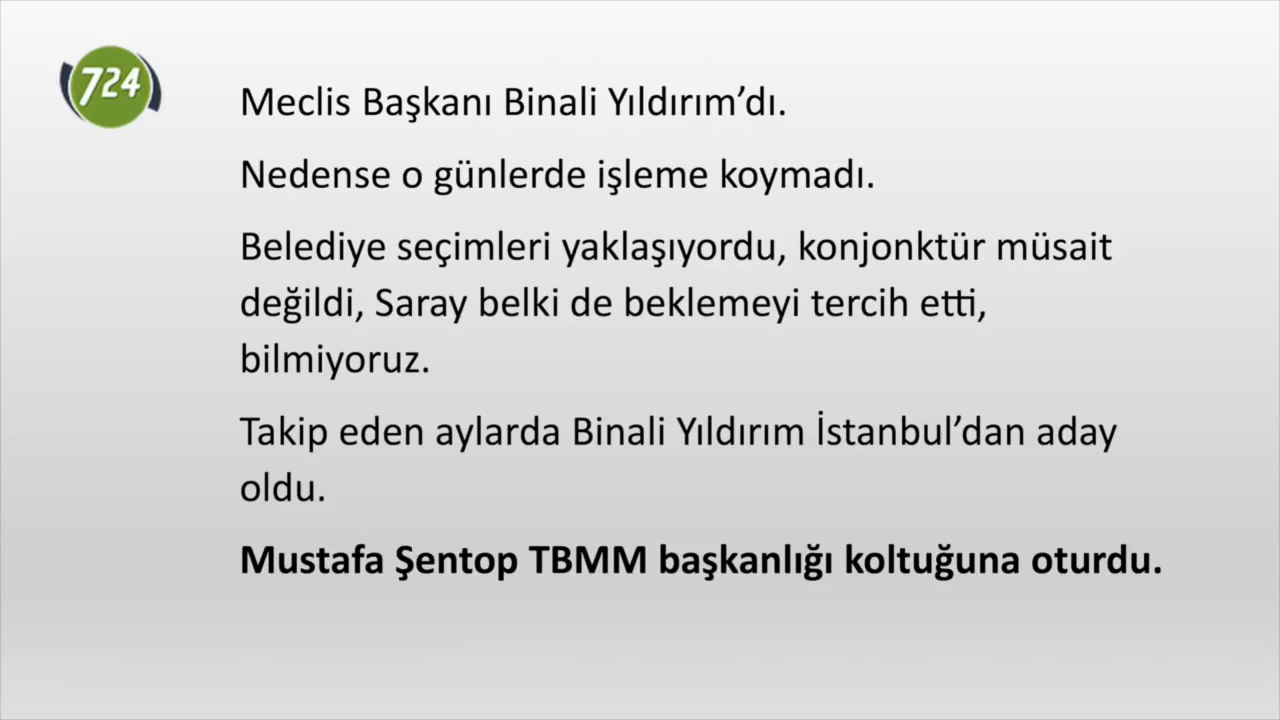 724
Meclis Başkanı Binali Yıldırım’dı.
Nedense o günlerde işleme koymadı.
Belediye seçimleri yaklaşıyordu, konjonktür müsait
değildi, Saray belki de beklemeyi tercih etti,
bilmiyoruz.
Takip eden aylarda Binali Yıldırım İstanbul’dan aday
oldu.
Mustafa Şentop TBMM başkanlığı koltuğuna oturdu.